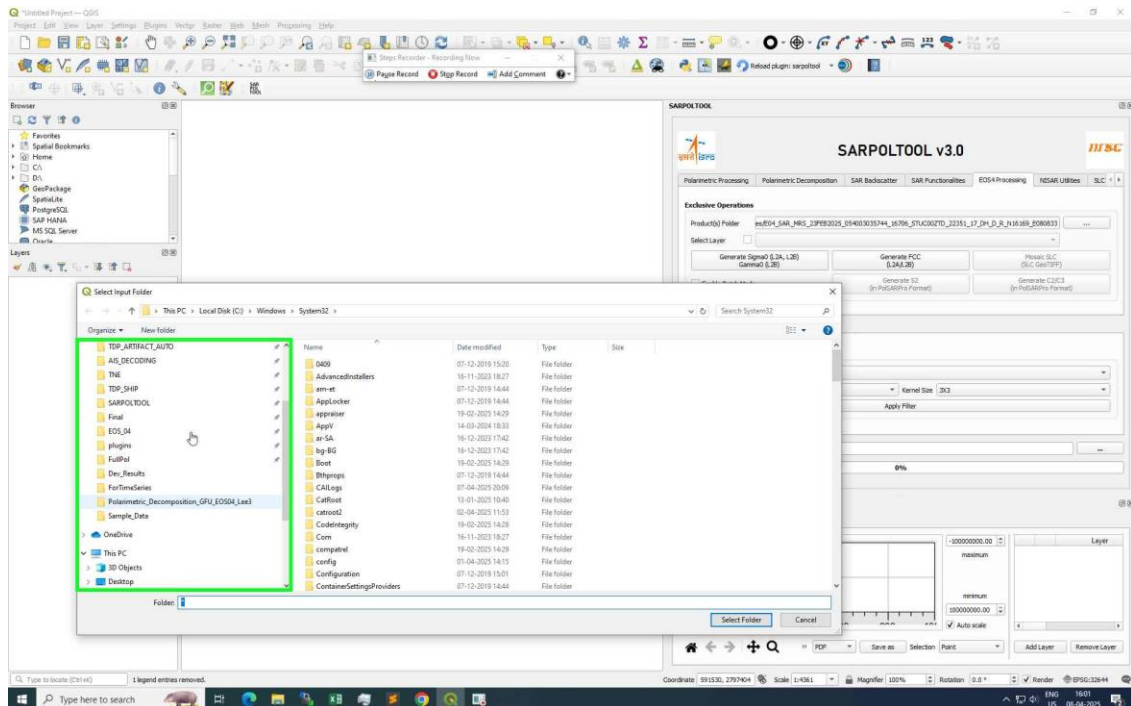 *Untitled Project — QGIS
Project Edit View Layer Settings Plugins Vector Raster Web Mesh Processing Help
Steps Recorder - Recording Now
Pause Record Stop Record Add Comment
Reload plugin: sarpoltool
Browser
SARPOLTOOL
Favorites
Spatial Bookmarks
Home
C:\
D:\
GeoPackage
SpatiaLite
PostgreSQL
SAP HANA
MS SQL Server
Oracle
Layers
SARPOLTOOL v3.0
isro
nrsc
Polarimetric Processing Polarimetric Decomposition SAR Backscatter SAR Functionalities EOS4 Processing NISAR Utilities SLC
Exclusive Operations
Product(s) Folder es/E04_SAR_MRS_23FEB2025_054003035744_16706_STUC00ZTD_22351_17_DH_D_R_N16169_E080833 ...
Select Layer
Generate Sigma0 (L2A, L2B) Generate FCC Mosaic SLC
Gamma0 (L2B) (L2A/L2B) (SLC GeoTIFF)
Generate S2 Generate C2/C3
(in PolSARPro Format) (in PolSARPro Format)
Kernel Size 3X3
Apply Filter
...
0%
Select Input Folder
This PC > Local Disk (C:) > Windows > System32 >
Search System32
Organize New folder
TDP_ARTIFACT_AUTO
AIS_DECODING
TNE
TDP_SHIP
SARPOLTOOL
Final
EOS_04
plugins
FullPol
Dev_Results
ForTimeSeries
Polarimetric_Decomposition_GFU_EOS04_Lee3
Sample_Data
OneDrive
This PC
3D Objects
Desktop
Name Date modified Type Size
0409 07-12-2019 15:20 File folder
AdvancedInstallers 16-11-2023 18:27 File folder
am-et 07-12-2019 14:44 File folder
AppLocker 07-12-2019 14:44 File folder
appraiser 19-02-2025 14:29 File folder
AppV 14-03-2024 18:33 File folder
ar-SA 16-12-2023 17:42 File folder
bg-BG 16-12-2023 17:42 File folder
Boot 19-02-2025 14:29 File folder
Bthprops 07-12-2019 14:44 File folder
CAILogs 07-04-2025 20:09 File folder
CatRoot 13-01-2025 10:40 File folder
catroot2 02-04-2025 11:53 File folder
CodeIntegrity 19-02-2025 14:28 File folder
Com 16-11-2023 18:27 File folder
compatrel 19-02-2025 14:29 File folder
config 01-04-2025 14:15 File folder
Configuration 07-12-2019 15:01 File folder
ContainerSettingsProviders 07-12-2019 14:44 File folder
Folder:
Select Folder Cancel
-100000000.00
maximum
minimum
100000000.00
Auto scale
Layer
PDF Save as Selection Point Add Layer Remove Layer
Type to locate (Ctrl+K) 1 legend entries removed. Coordinate 591530, 2797404 Scale 1:4361 Magnifier 100% Rotation 0.0 ° Render EPSG:32644
Type here to search
ENG 16:01
US 08-04-2025